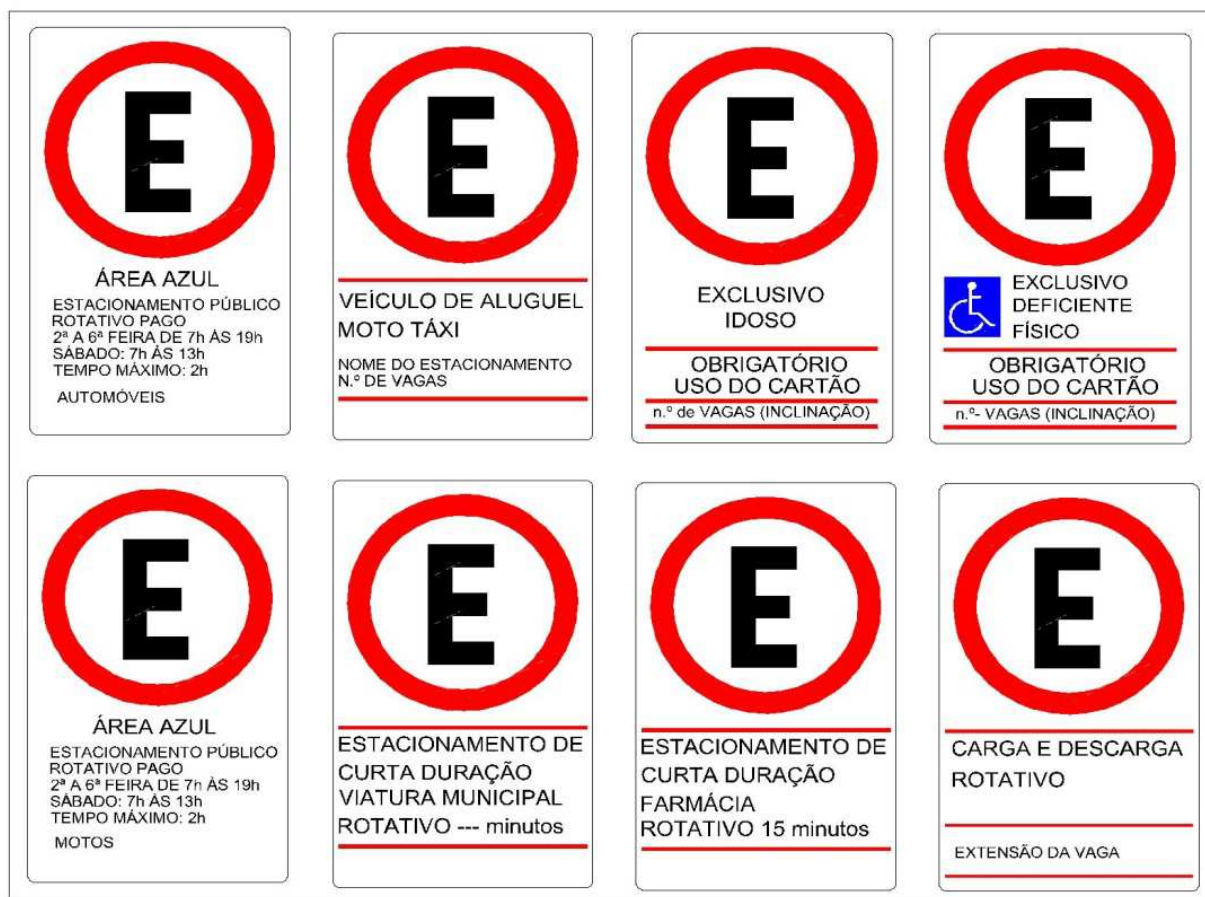 E
ÁREA AZUL
ESTACIONAMENTO PÚBLICO
ROTATIVO PAGO
2ª A 6ª FEIRA DE 7h ÀS 19h
SÁBADO: 7h ÀS 13h
TEMPO MÁXIMO: 2h
AUTOMÓVEIS
E
VEÍCULO DE ALUGUEL
MOTO TÁXI
NOME DO ESTACIONAMENTO
N.º DE VAGAS
E
EXCLUSIVO
IDOSO
OBRIGATÓRIO
USO DO CARTÃO
n.º de VAGAS (INCLINAÇÃO)
E
EXCLUSIVO
DEFICIENTE
FÍSICO
OBRIGATÓRIO
USO DO CARTÃO
n.º- VAGAS (INCLINAÇÃO)
E
ÁREA AZUL
ESTACIONAMENTO PÚBLICO
ROTATIVO PAGO
2ª A 6ª FEIRA DE 7h ÀS 19h
SÁBADO: 7h ÀS 13h
TEMPO MÁXIMO: 2h
MOTOS
E
ESTACIONAMENTO DE
CURTA DURAÇÃO
VIATURA MUNICIPAL
ROTATIVO --- minutos
E
ESTACIONAMENTO DE
CURTA DURAÇÃO
FARMÁCIA
ROTATIVO 15 minutos
E
CARGA E DESCARGA
ROTATIVO
EXTENSÃO DA VAGA